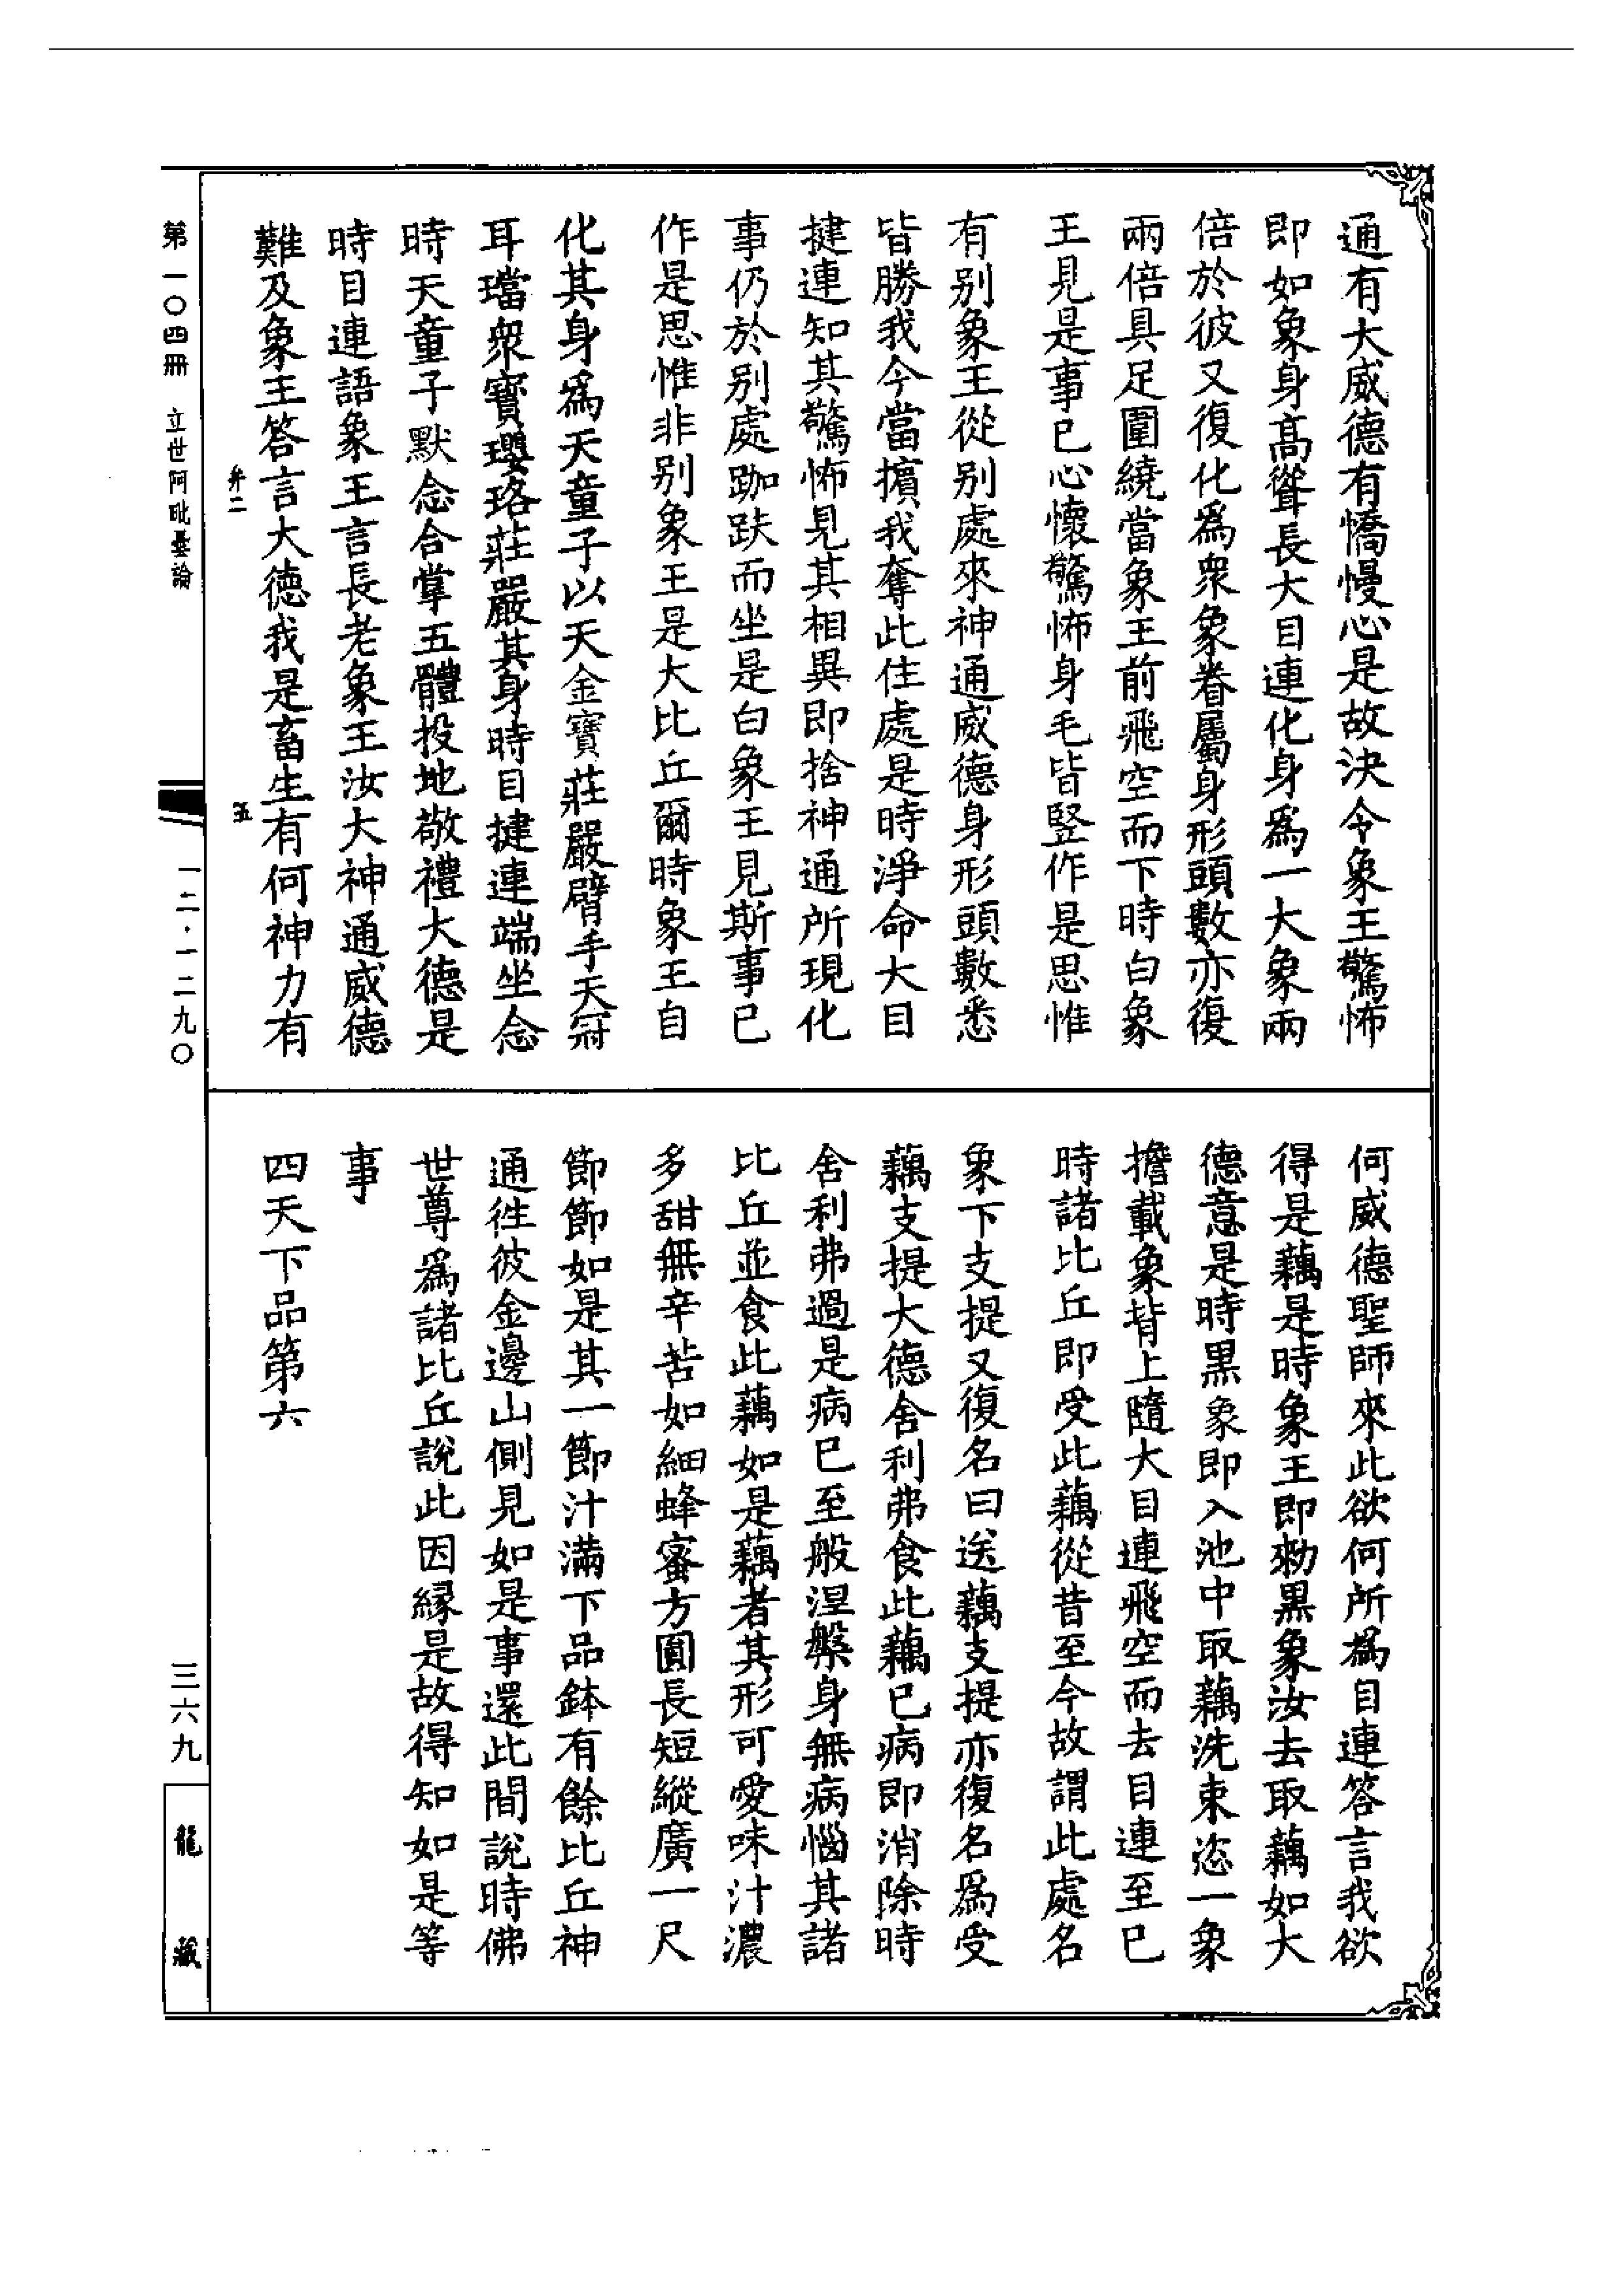 通有大威德有憍慢心是故決令象王驚怖
即如象身高聳長大目連化身為一大象兩
倍於彼又復化為衆象眷屬身形頭數亦復
兩倍具足圍繞當象王前飛空而下時白象
王見是事已心懷驚怖身毛皆竪作是思惟
有別象王從別處來神通威德身形頭數悉
皆勝我今當擯我奪此住處是時淨命大目
揵連知其驚怖見其相異即捨神通所現化
事仍於別處跏趺而坐是白象王見斯事已
作是思惟非別象王是大比丘爾時象王自
化其身爲天童子以天金寶莊嚴臂手天冠
耳璫衆寶瓔珞莊嚴其身時目揵連端坐念
時天童子默念合掌五體投地敬禮大德是
時目連語象王言長老象王汝大神通威德
難及象王答言大德我是畜生有何神力有
弁二
五
何威德聖師來此欲何所爲目連答言我欲
得是藕是時象王即勑黒象汝去取藕如大
德意是時黒象即入池中取藕洗束恣一象
擔載象背上隨大目連飛空而去目連至已
時諸比丘即受此藕從昔至今故謂此處名
象下支提又復名曰送藕支提亦復名爲受
藕支提大德舍利弗食此藕已病即消除時
舍利弗過是病已至般涅槃身無病惱其諸
比丘並食此藕如是藕者其形可愛味汁濃
多甜無辛苦如細蜂蜜方圓長短縱廣一尺
節節如是其一節汁滿下品鉢有餘比丘神
通徃彼金邊山側見如是事還此間說時佛
世尊爲諸比丘說此因縁是故得知如是等
事
四天下品第六
第一〇四冊　立世阿毗曇論
一二·一二九〇
三六九
龍藏